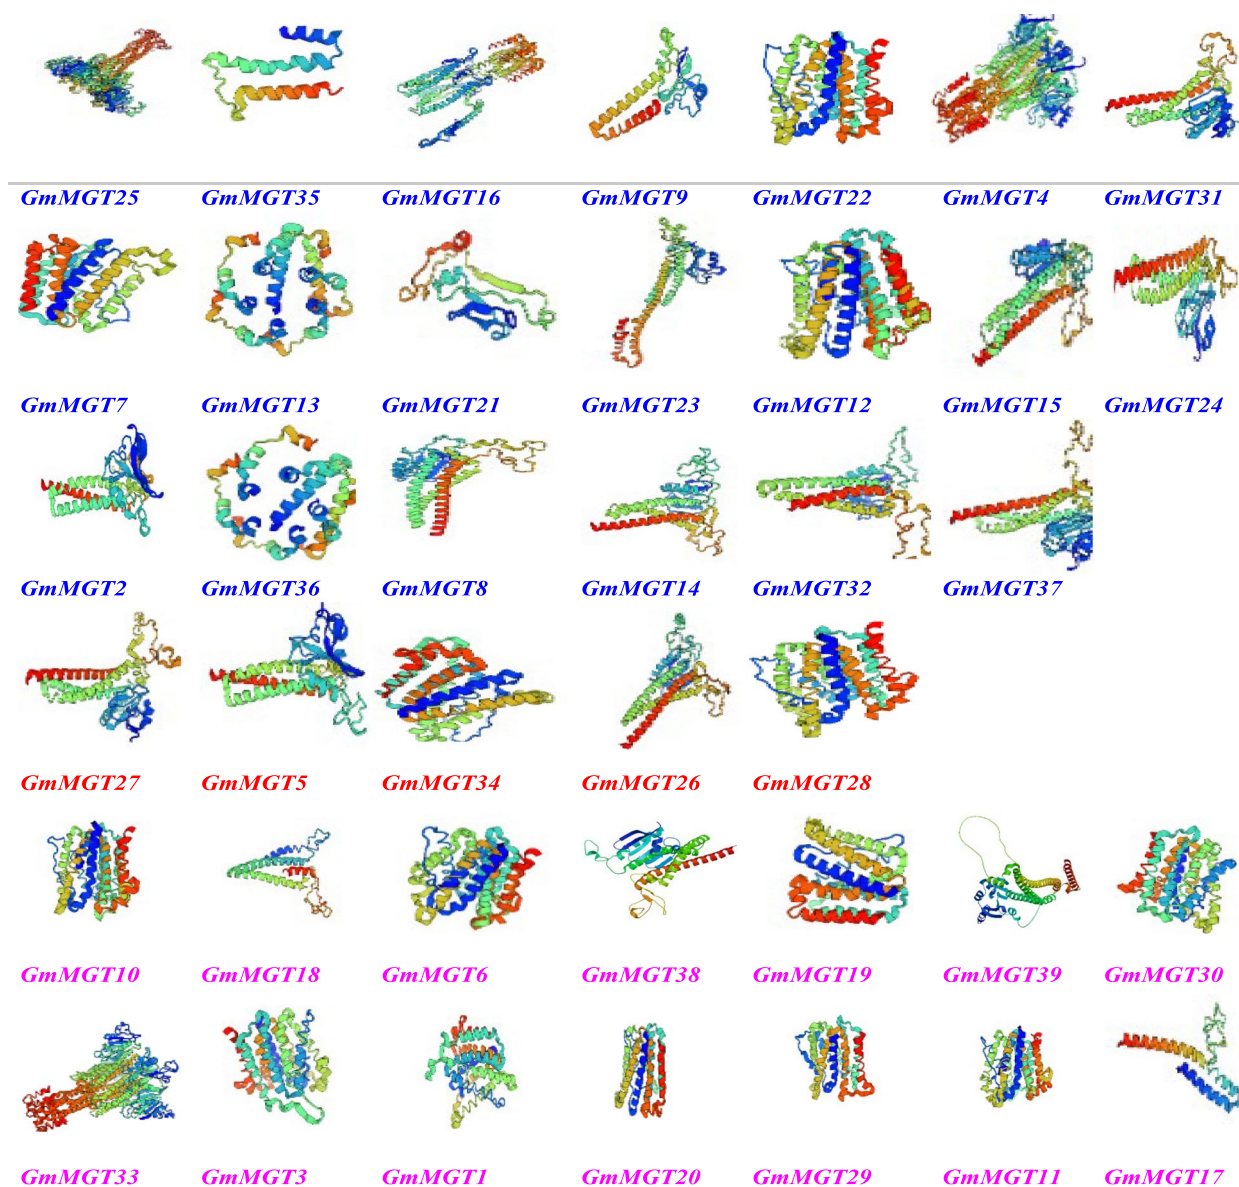 GmMGT25 GmMGT35 GmMGT16 GmMGT9 GmMGT22 GmMGT4 GmMGT31
GmMGT7 GmMGT13 GmMGT21 GmMGT23 GmMGT12 GmMGT15 GmMGT24
GmMGT2 GmMGT36 GmMGT8 GmMGT14 GmMGT32 GmMGT37
GmMGT27 GmMGT5 GmMGT34 GmMGT26 GmMGT28
GmMGT10 GmMGT18 GmMGT6 GmMGT38 GmMGT19 GmMGT39 GmMGT30
GmMGT33 GmMGT3 GmMGT1 GmMGT20 GmMGT29 GmMGT11 GmMGT17